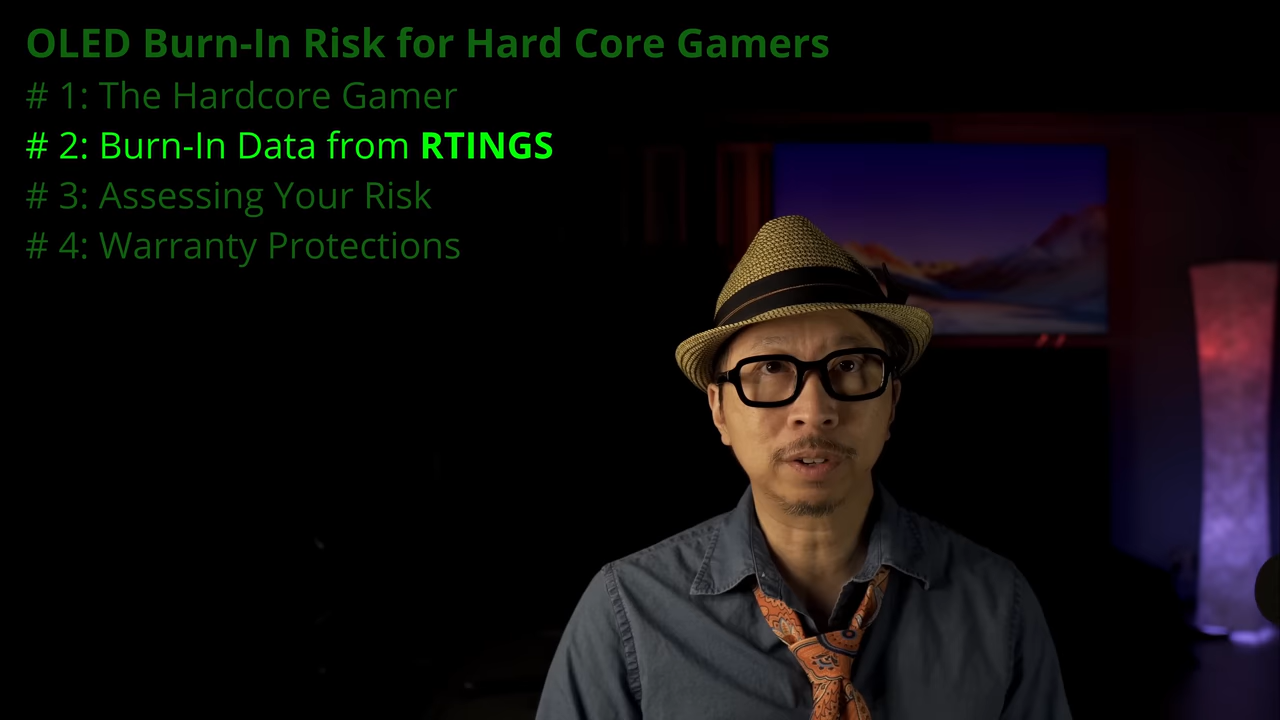 OLED Burn-In Risk for Hard Core Gamers
# 1: The Hardcore Gamer
# 2: Burn-In Data from RTINGS
# 3: Assessing Your Risk
# 4: Warranty Protections